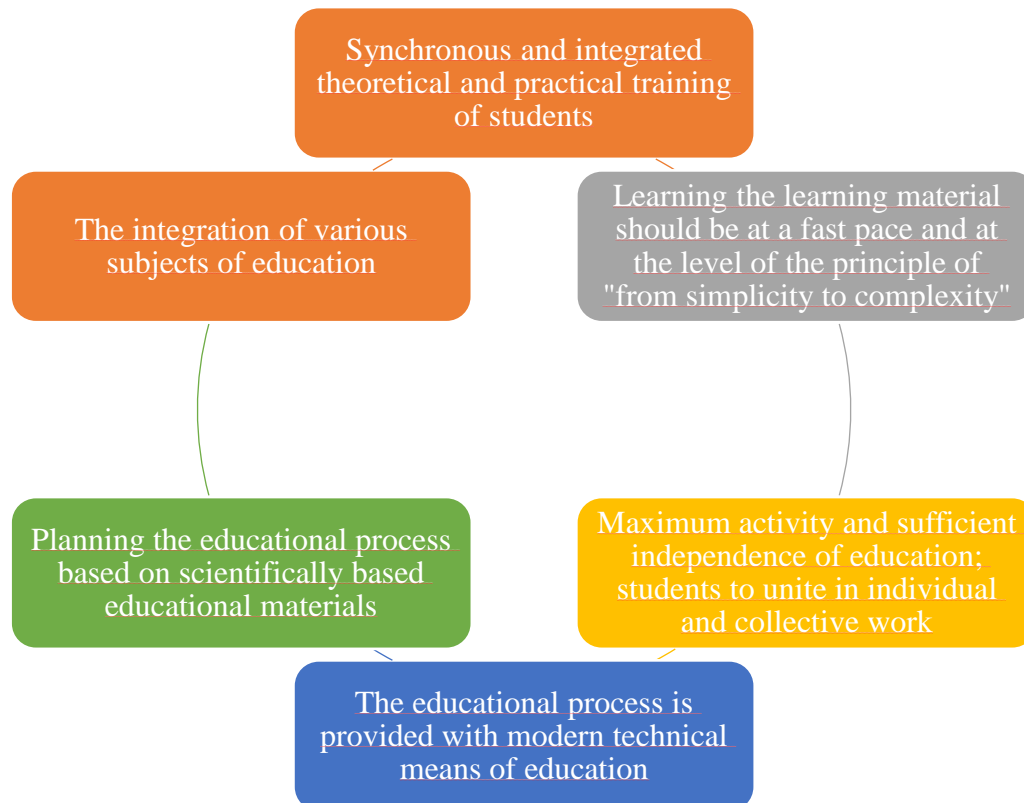 Synchronous and integrated
theoretical and practical training
of students
The integration of various
subjects of education
Learning the learning material
should be at a fast pace and at
the level of the principle of
"from simplicity to complexity"
Planning the educational process
based on scientifically based
educational materials
Maximum activity and sufficient
independence of education;
students to unite in individual
and collective work
The educational process is
provided with modern technical
means of education